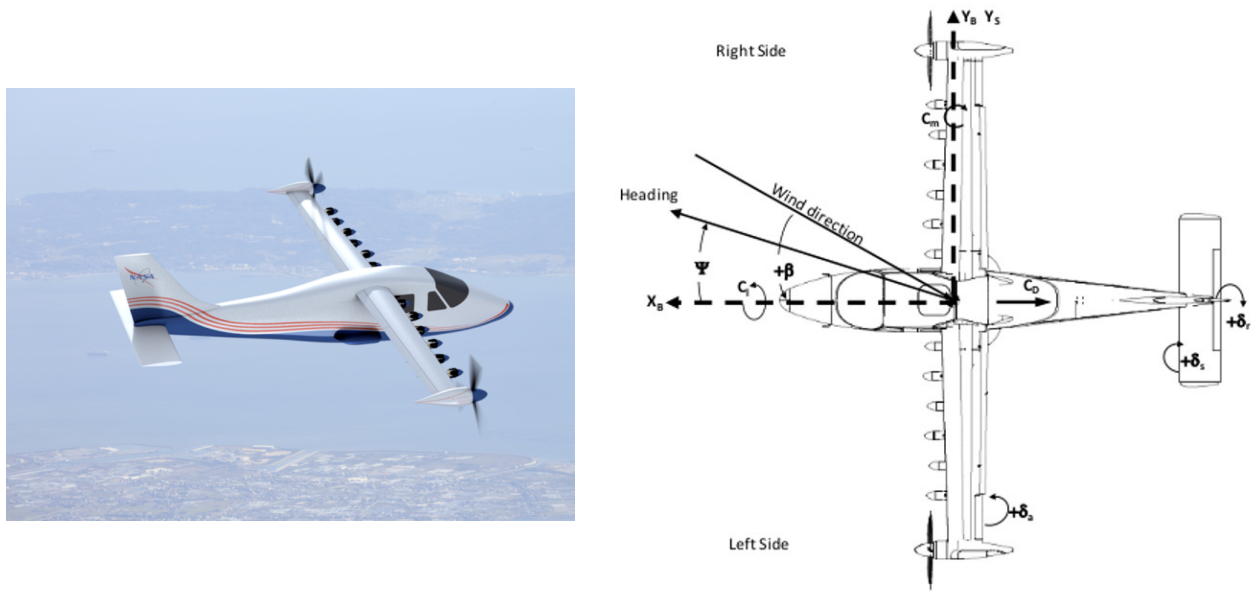 NASA
Y_B Y_S
Right Side
C_m
Wind direction
Heading
Ψ
+β
C_l
X_B
C_D
+δ_r
+δ_s
+δ_a
Left Side